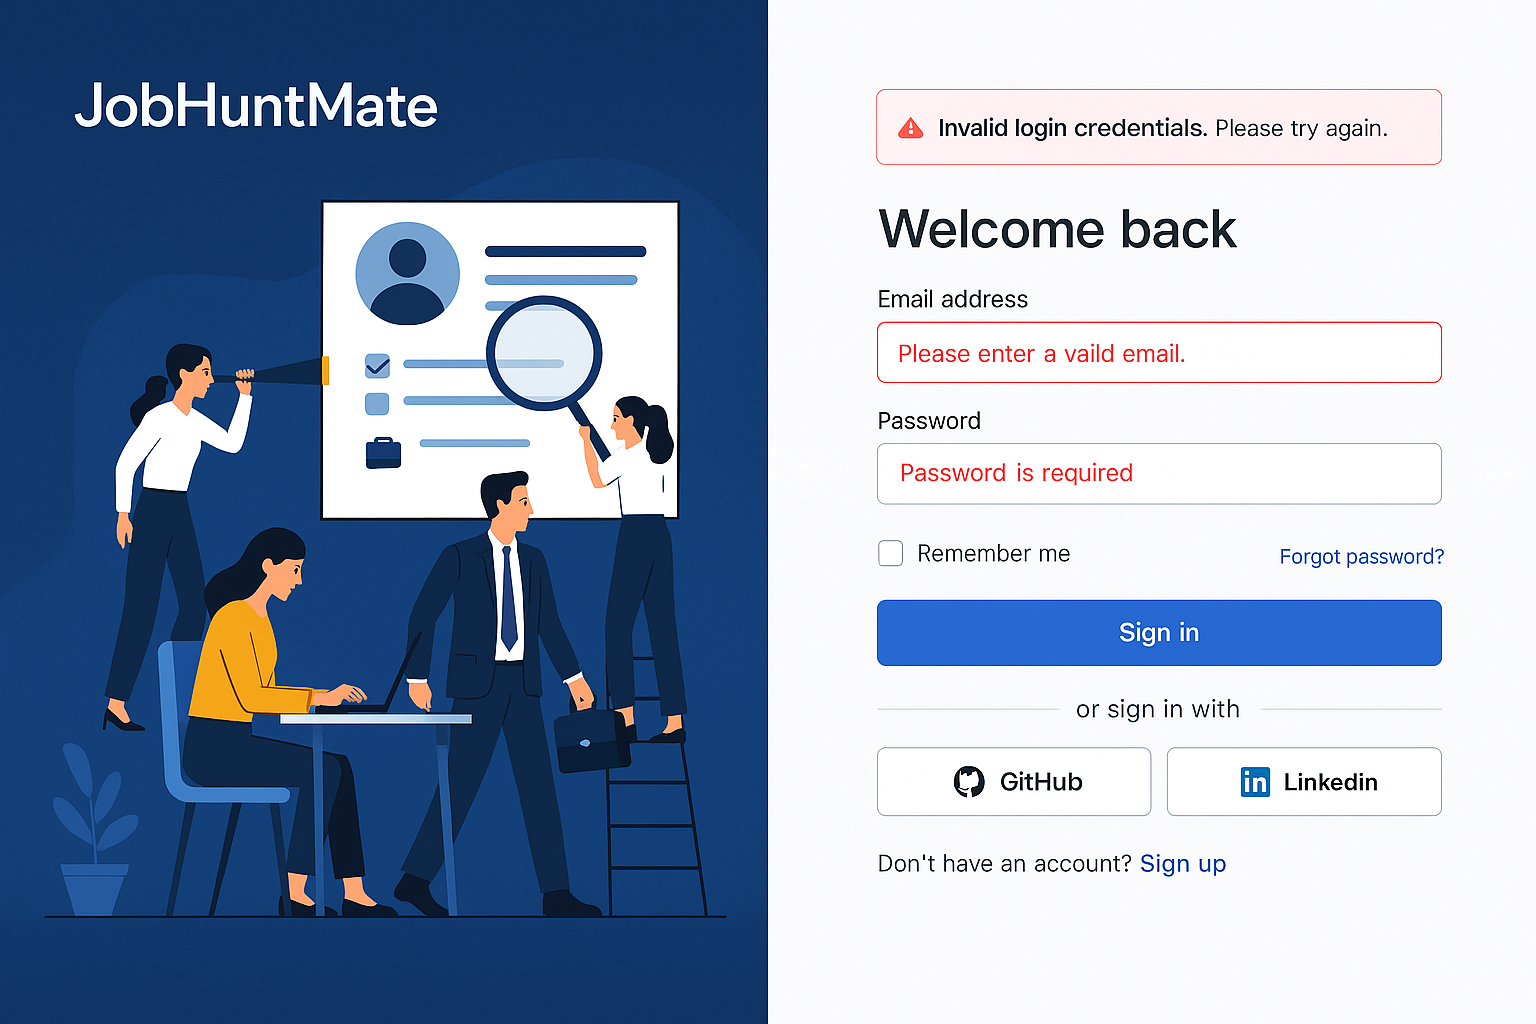 JobHuntMate
Invalid login credentials. Please try again.
Welcome back
Email address
Please enter a vaild email.
Password
Password is required
Remember me
Forgot password?
Sign in
or sign in with
GitHub
in Linkedin
Don't have an account? Sign up